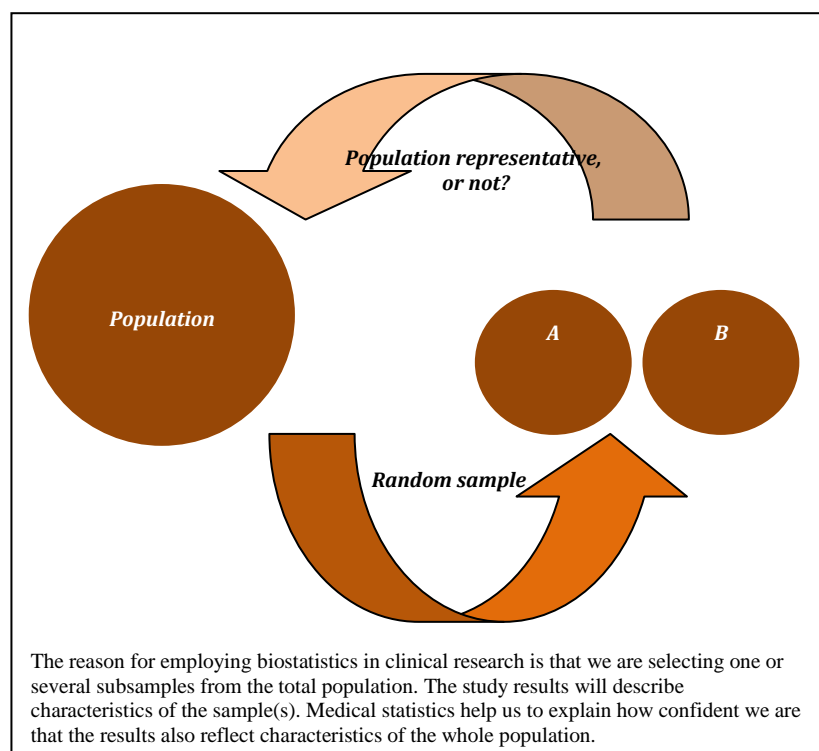 Population representative,
or not?
Population
A
B
Random sample
The reason for employing biostatistics in clinical research is that we are selecting one or
several subsamples from the total population. The study results will describe
characteristics of the sample(s). Medical statistics help us to explain how confident we are
that the results also reflect characteristics of the whole population.